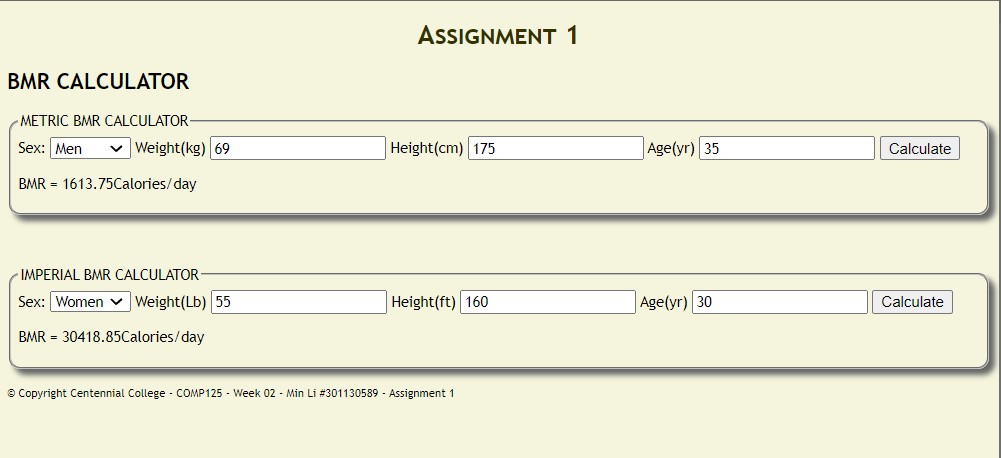 Assignment 1
BMR CALCULATOR
METRIC BMR CALCULATOR
Sex: Men Weight(kg) 69 Height(cm) 175 Age(yr) 35 Calculate
BMR = 1613.75Calories/day
IMPERIAL BMR CALCULATOR
Sex: Women Weight(Lb) 55 Height(ft) 160 Age(yr) 30 Calculate
BMR = 30418.85Calories/day
© Copyright Centennial College - COMP125 - Week 02 - Min Li #301130589 - Assignment 1